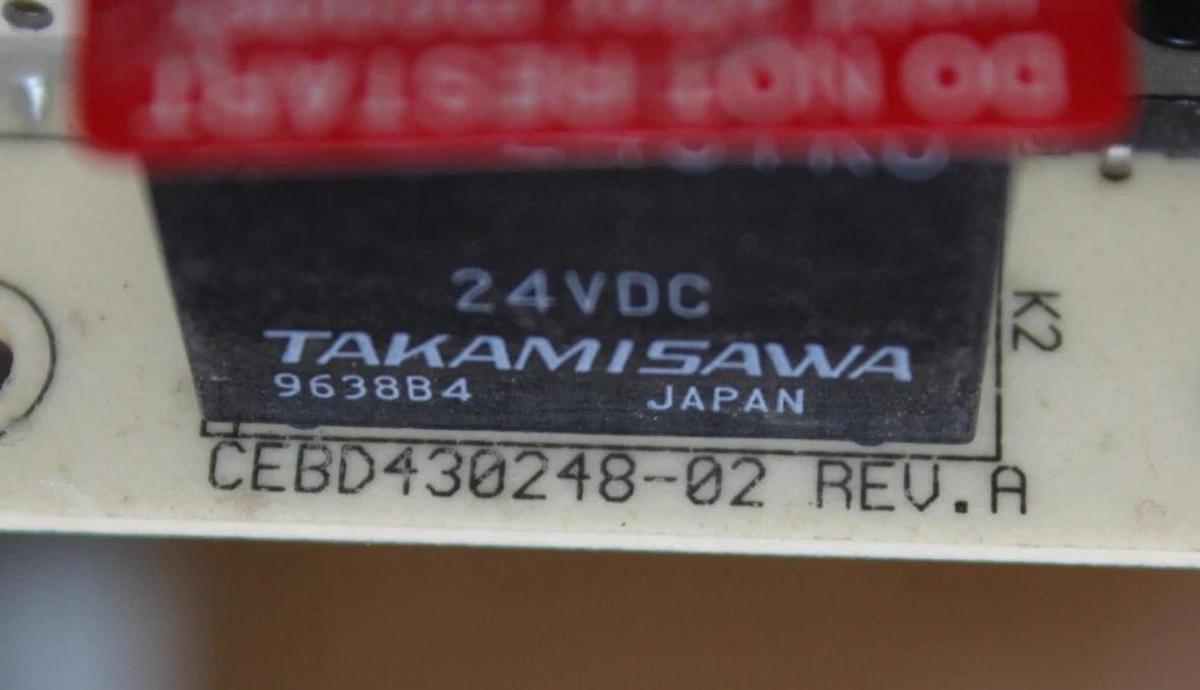 DO NOT RESTART
24VDC
TAKAMISAWA
9638B4 JAPAN
K2
CEBD430248-02 REV.A